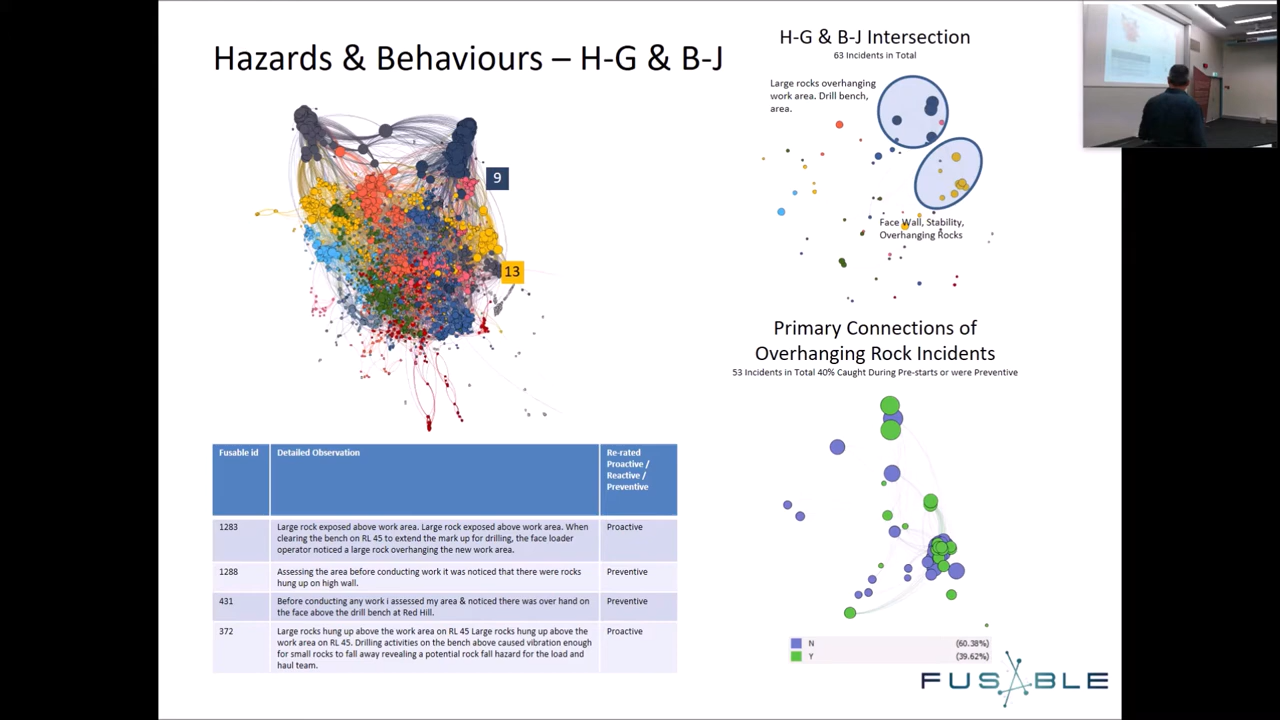 Hazards & Behaviours – H-G & B-J
9
13
H-G & B-J Intersection
63 Incidents in Total
Large rocks overhanging
work area. Drill bench,
area.
Face Wall, Stability,
Overhanging Rocks
Primary Connections of
Overhanging Rock Incidents
53 Incidents in Total 40% Caught During Pre-starts or were Preventive
N (60.38%)
Y (39.62%)
Fusable id
Detailed Observation
Re-rated
Proactive /
Reactive /
Preventive
1283
Large rock exposed above work area. Large rock exposed above work area. When
clearing the bench on RL 45 to extend the mark up for drilling, the face loader
operator noticed a large rock overhanging the new work area.
Proactive
1288
Assessing the area before conducting work it was noticed that there were rocks
hung up on high wall.
Preventive
431
Before conducting any work i assessed my area & noticed there was over hand on
the face above the drill bench at Red Hill.
Preventive
372
Large rocks hung up above the work area on RL 45 Large rocks hung up above the
work area on RL 45. Drilling activities on the bench above caused vibration enough
for small rocks to fall away revealing a potential rock fall hazard for the load and
haul team.
Proactive
FUSABLE